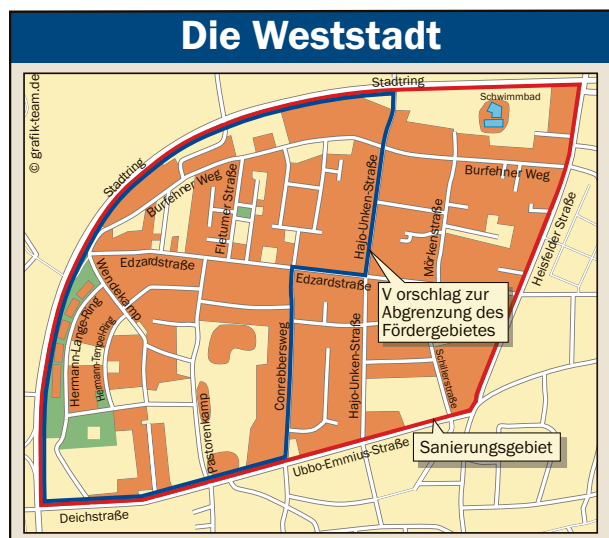 Die Weststadt
© grafik-team.de
Stadtring
Schwimmbad
Stadtring
Burfehner Weg
Fletumer Straße
Hajo-Unken-Straße
Burfehner Weg
Mörkenstraße
Heisfelder Straße
Edzardstraße
Edzardstraße
Wendekamp
V orschlag zur
Abgrenzung des
Fördergebietes
Hermann-Lange-Ring
Hermann-Tempel-Ring
Conrebbersweg
Hajo-Unken-Straße
Schillerstraße
Pastorenkamp
Sanierungsgebiet
Ubbo-Emmius-Straße
Deichstraße